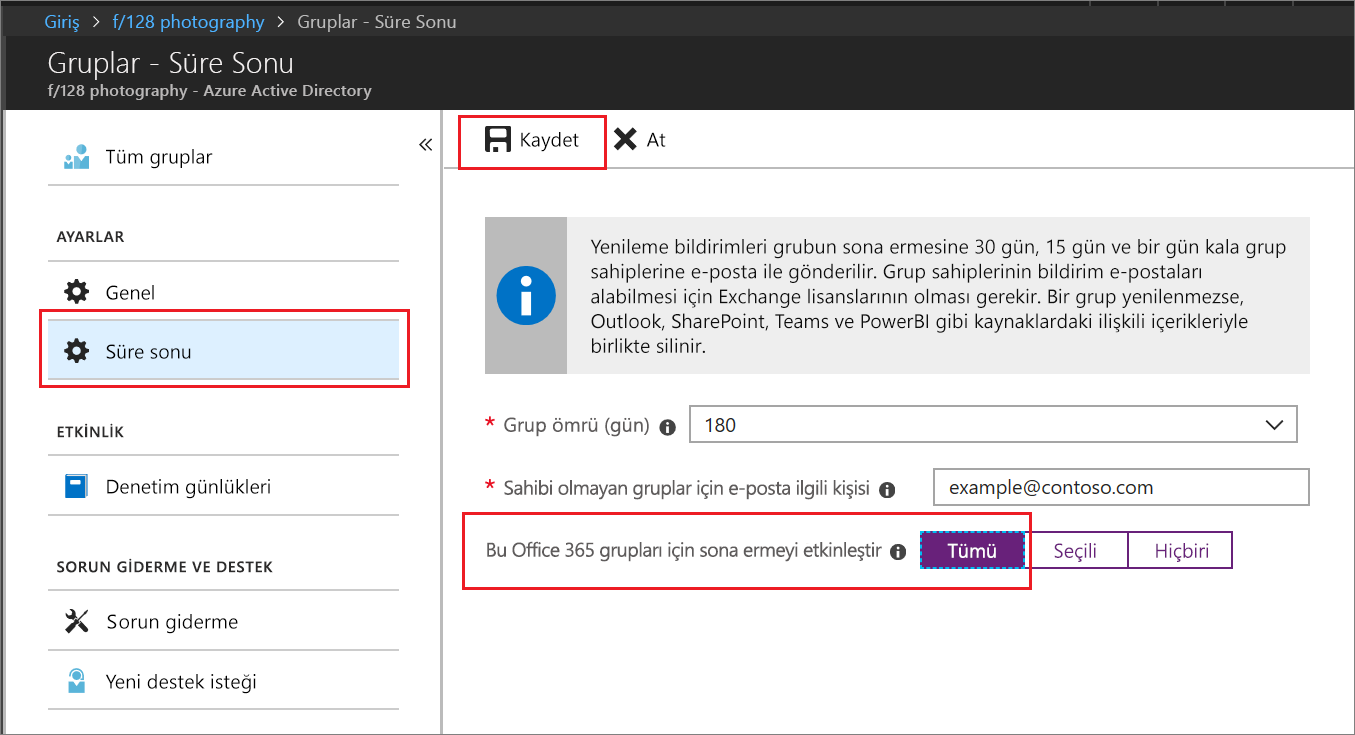 Giriş > f/128 photography > Gruplar - Süre Sonu
Gruplar - Süre Sonu
f/128 photography - Azure Active Directory
Tüm gruplar
AYARLAR
Genel
Süre sonu
ETKİNLİK
Denetim günlükleri
SORUN GİDERME VE DESTEK
Sorun giderme
Yeni destek isteği
«
Kaydet At
Yenileme bildirimleri grubun sona ermesine 30 gün, 15 gün ve bir gün kala grup
sahiplerine e-posta ile gönderilir. Grup sahiplerinin bildirim e-postaları
alabilmesi için Exchange lisanslarının olması gerekir. Bir grup yenilenmezse,
Outlook, SharePoint, Teams ve PowerBI gibi kaynaklardaki ilişkili içerikleriyle
birlikte silinir.
* Grup ömrü (gün) 180
* Sahibi olmayan gruplar için e-posta ilgili kişisi example@contoso.com
Bu Office 365 grupları için sona ermeyi etkinleştir Tümü Seçili Hiçbiri